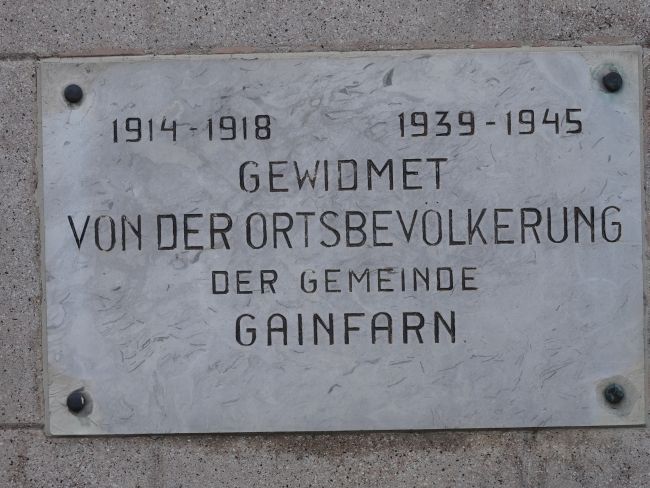 1914-1918 1939-1945
GEWIDMET
VON DER ORTSBEVÖLKERUNG
DER GEMEINDE
GAINFARN